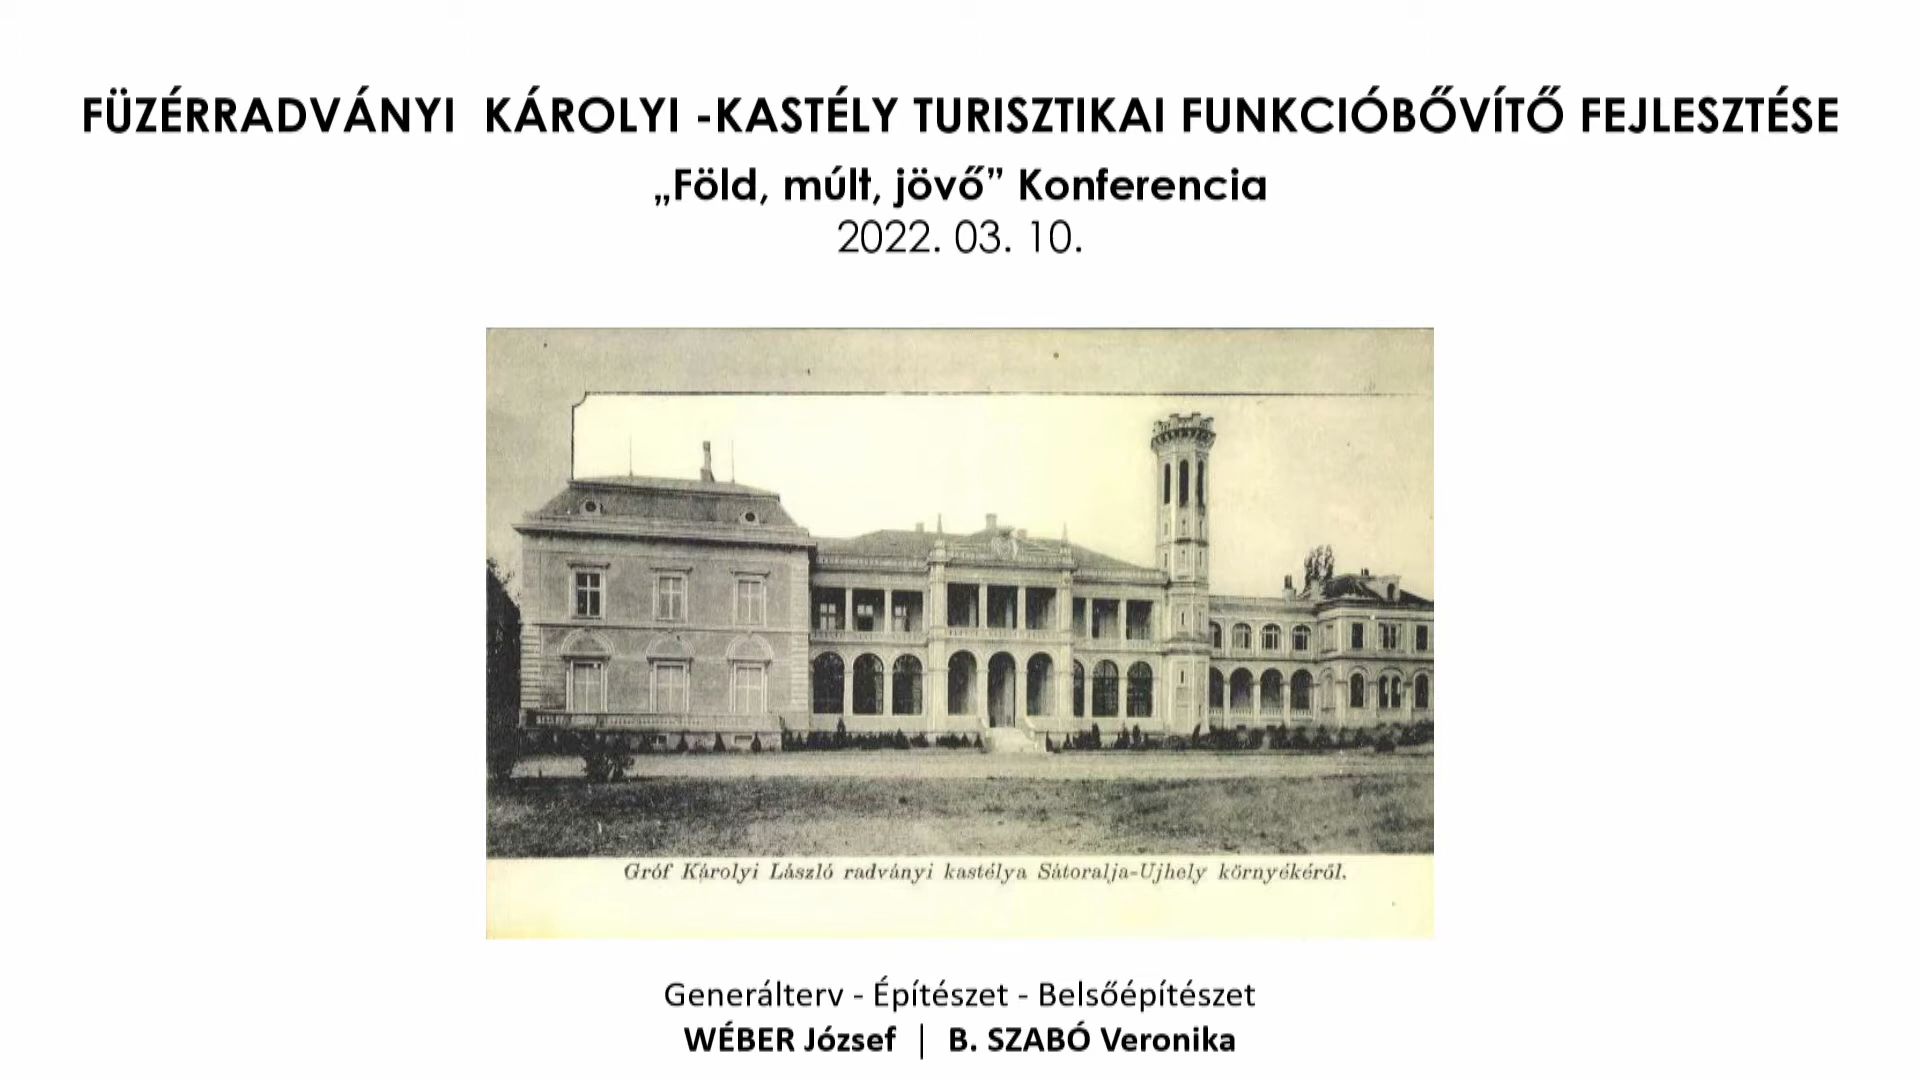 FÜZÉRRADVÁNYI  KÁROLYI -KASTÉLY TURISZTIKAI FUNKCIÓBŐVÍTŐ FEJLESZTÉSE
„Föld, múlt, jövő” Konferencia
2022. 03. 10.
Gróf Károlyi László radványi kastélya Sátoralja-Ujhely környékéről.
Generálterv - Építészet - Belsőépítészet
WÉBER József | B. SZABÓ Veronika